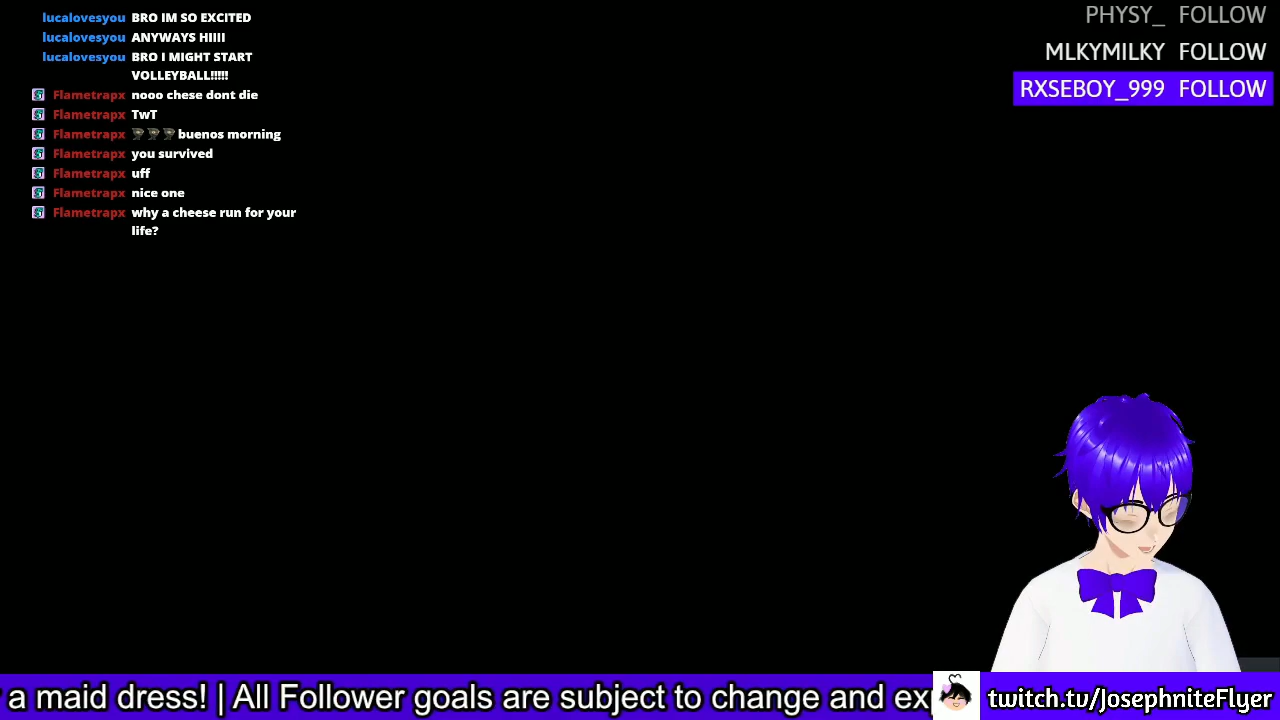 lucalovesyou BRO IM SO EXCITED
lucalovesyou ANYWAYS HIIII
lucalovesyou BRO I MIGHT START
VOLLEYBALL!!!!!
Flametrapx nooo chese dont die
Flametrapx TwT
Flametrapx buenos morning
Flametrapx you survived
Flametrapx uff
Flametrapx nice one
Flametrapx why a cheese run for your
life?
PHYSY_ FOLLOW
MLKYMILKY FOLLOW
RXSEBOY_999 FOLLOW
a maid dress! | All Follower goals are subject to change and exp
twitch.tv/JosephniteFlyer